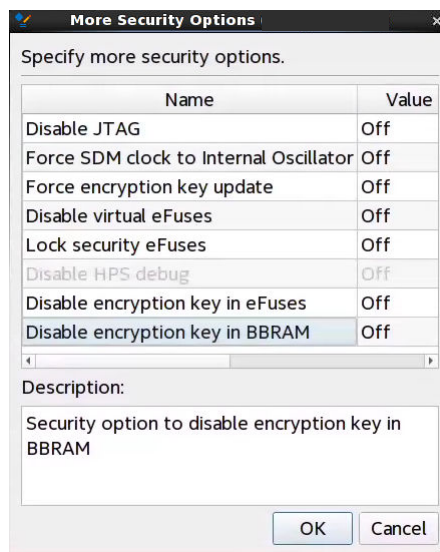 More Security Options
Specify more security options.
Name Value
Disable JTAG Off
Force SDM clock to Internal Oscillator Off
Force encryption key update Off
Disable virtual eFuses Off
Lock security eFuses Off
Disable HPS debug Off
Disable encryption key in eFuses Off
Disable encryption key in BBRAM Off
Description:
Security option to disable encryption key in
BBRAM
OK Cancel